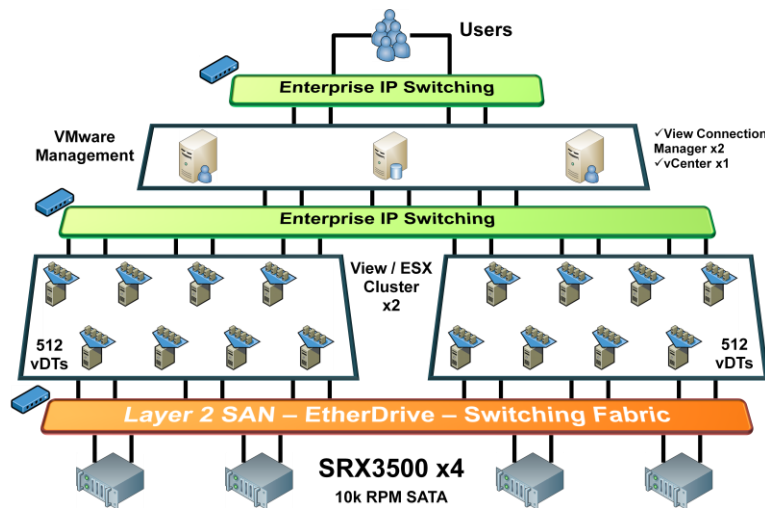 Users
Enterprise IP Switching
VMware
Management
✓View Connection
Manager x2
✓vCenter x1
Enterprise IP Switching
View / ESX
Cluster
x2
512
vDTs
512
vDTs
Layer 2 SAN – EtherDrive – Switching Fabric
SRX3500 x4
10k RPM SATA